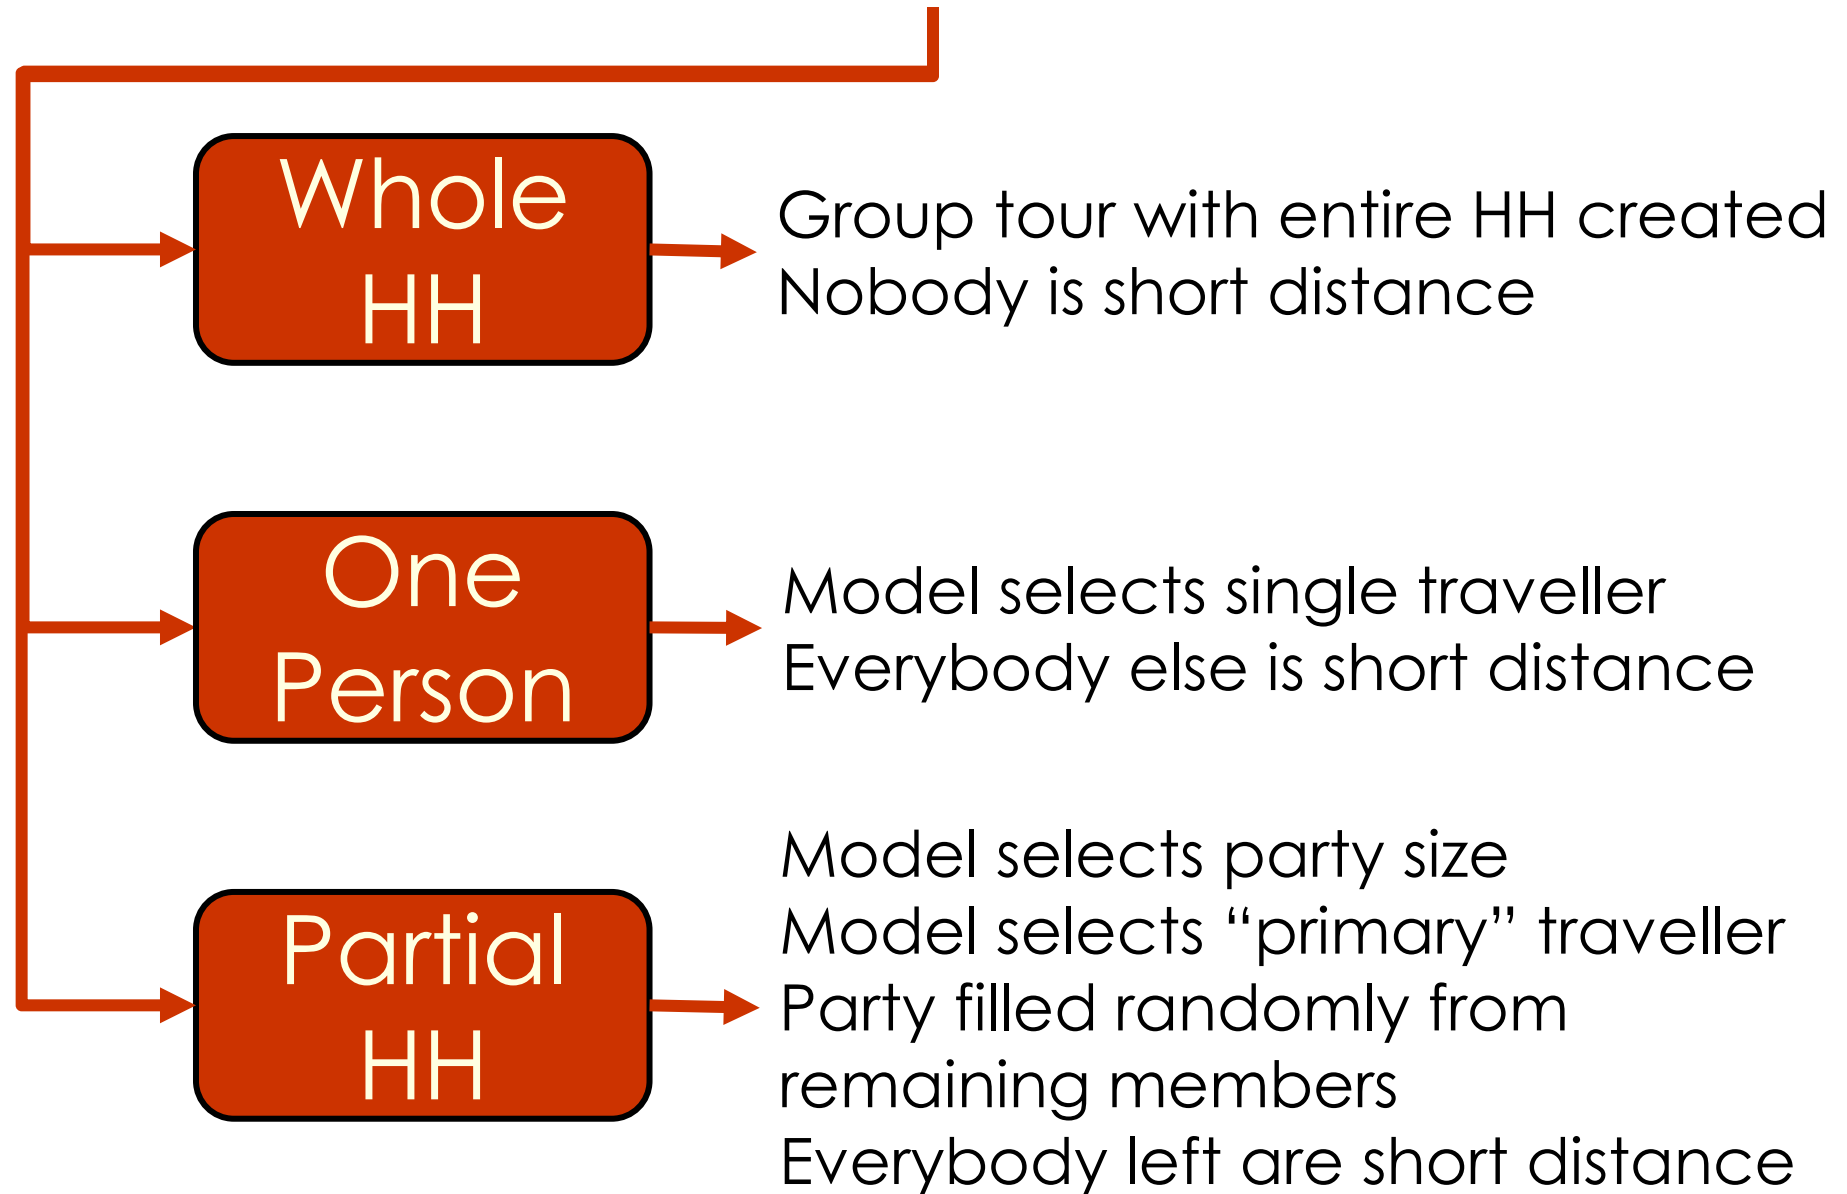 Whole
HH
Group tour with entire HH created
Nobody is short distance
One
Person
Model selects single traveller
Everybody else is short distance
Partial
HH
Model selects party size
Model selects “primary” traveller
Party filled randomly from
remaining members
Everybody left are short distance